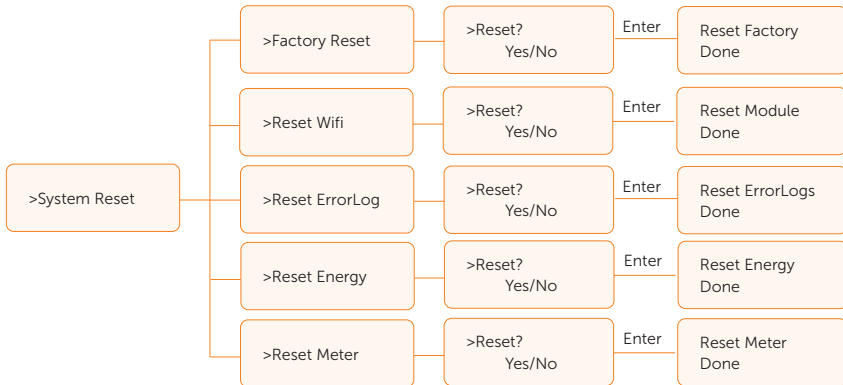 >Factory Reset
>Reset?
Yes/No
Enter
Reset Factory
Done
>Reset Wifi
>Reset?
Yes/No
Enter
Reset Module
Done
>System Reset
>Reset ErrorLog
>Reset?
Yes/No
Enter
Reset ErrorLogs
Done
>Reset Energy
>Reset?
Yes/No
Enter
Reset Energy
Done
>Reset Meter
>Reset?
Yes/No
Enter
Reset Meter
Done